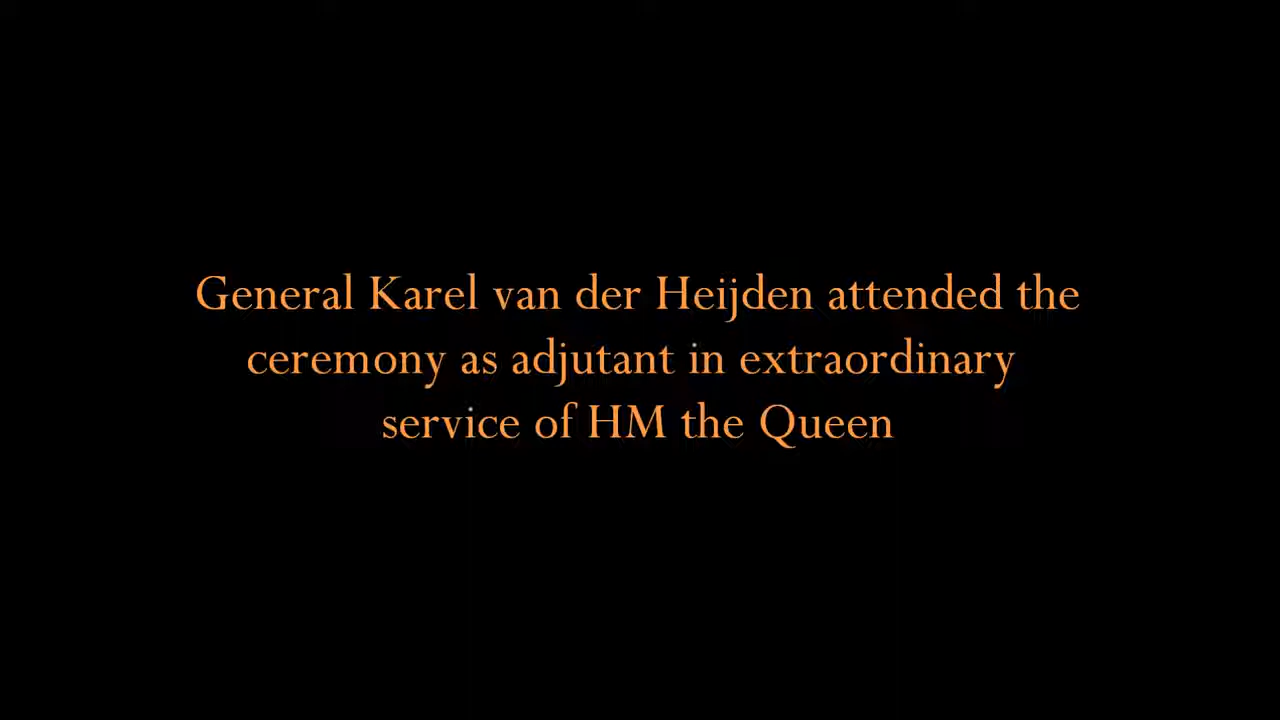 General Karel van der Heijden attended the
ceremony as adjutant in extraordinary
service of HM the Queen